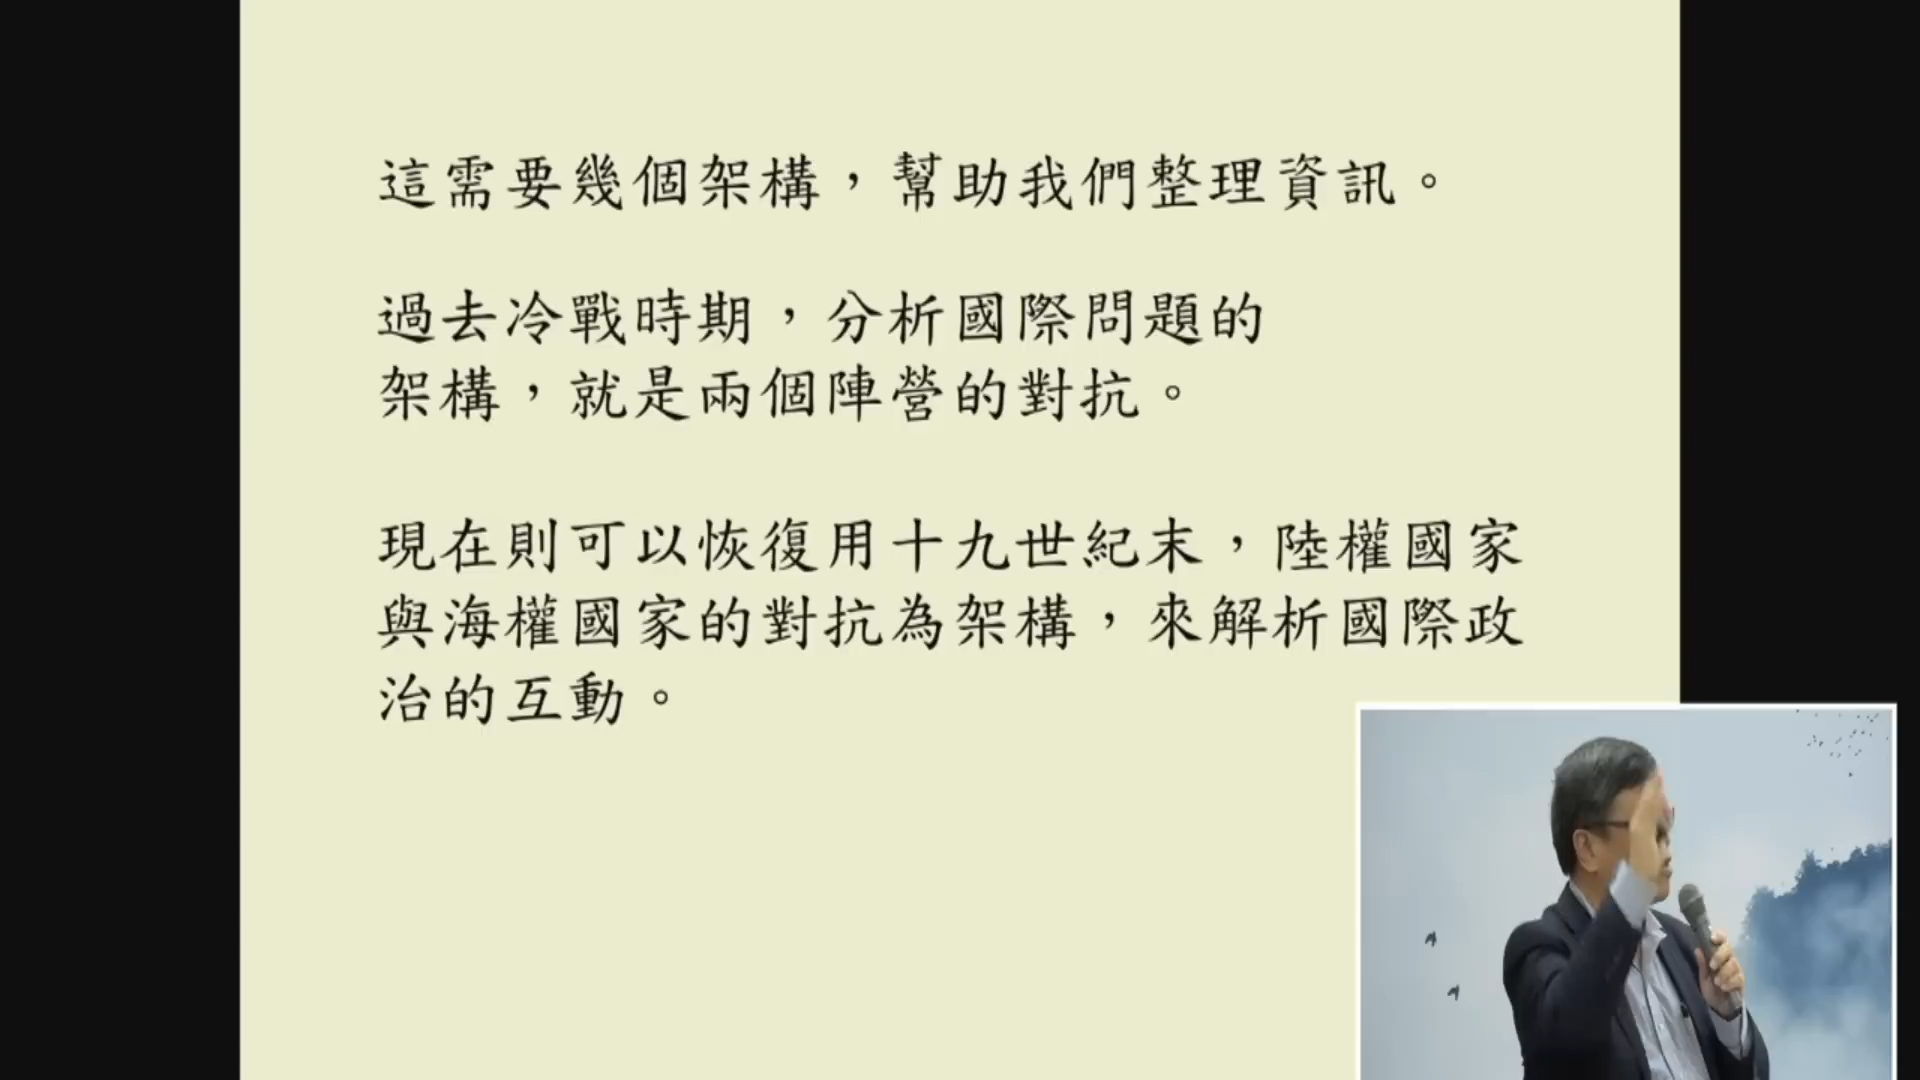 這需要幾個架構，幫助我們整理資訊。
過去冷戰時期，分析國際問題的
架構，就是兩個陣營的對抗。
現在則可以恢復用十九世紀末，陸權國家
與海權國家的對抗為架構，來解析國際政
治的互動。